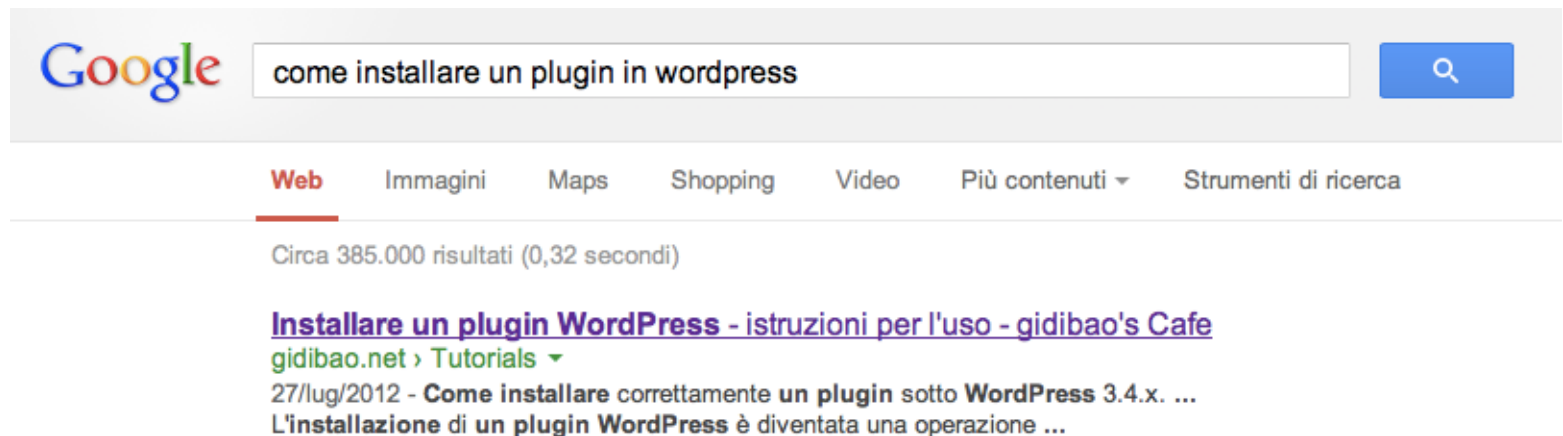 Google come installare un plugin in wordpress
Web Immagini Maps Shopping Video Più contenuti Strumenti di ricerca
Circa 385.000 risultati (0,32 secondi)
Installare un plugin WordPress - istruzioni per l'uso - gidibao's Cafe
gidibao.net › Tutorials
27/lug/2012 - Come installare correttamente un plugin sotto WordPress 3.4.x. ...
L'installazione di un plugin WordPress è diventata una operazione ...